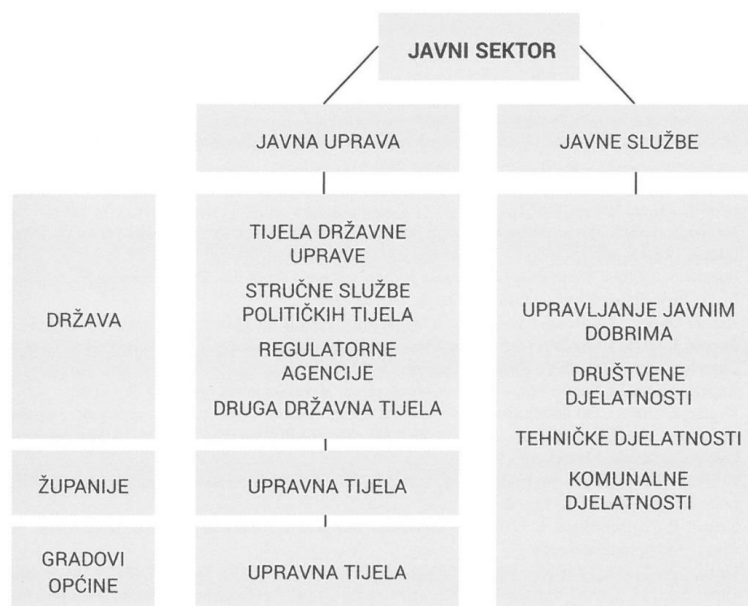 JAVNI SEKTOR
JAVNA UPRAVA
JAVNE SLUŽBE
DRŽAVA
TIJELA DRŽAVNE
UPRAVE
STRUČNE SLUŽBE
POLITIČKIH TIJELA
REGULATORNE
AGENCIJE
DRUGA DRŽAVNA TIJELA
UPRAVLJANJE JAVNIM
DOBRIMA
DRUŠTVENE
DJELATNOSTI
TEHNIČKE DJELATNOSTI
KOMUNALNE
DJELATNOSTI
ŽUPANIJE
UPRAVNA TIJELA
GRADOVI
OPĆINE
UPRAVNA TIJELA